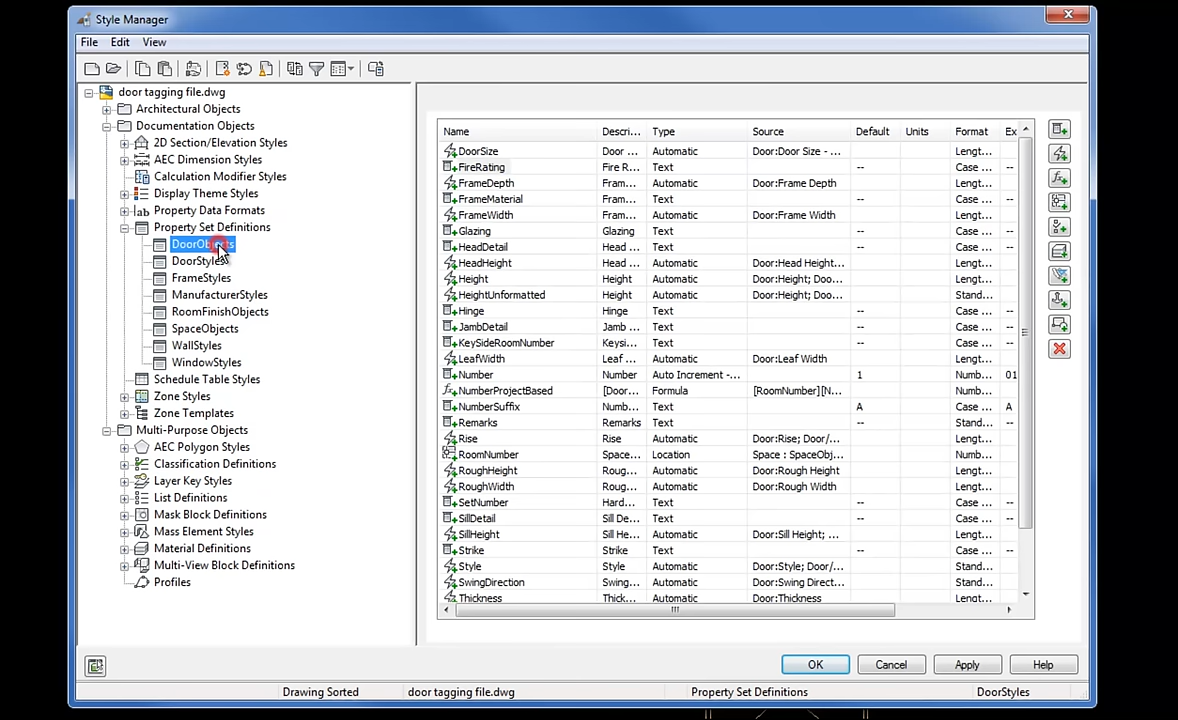 Style Manager
File Edit View
door tagging file.dwg
Architectural Objects
Documentation Objects
2D Section/Elevation Styles
AEC Dimension Styles
Calculation Modifier Styles
Display Theme Styles
Property Data Formats
Property Set Definitions
DoorObjects
DoorStyles
FrameStyles
ManufacturerStyles
RoomFinishObjects
SpaceObjects
WallStyles
WindowStyles
Schedule Table Styles
Zone Styles
Zone Templates
Multi-Purpose Objects
AEC Polygon Styles
Classification Definitions
Layer Key Styles
List Definitions
Mask Block Definitions
Mass Element Styles
Material Definitions
Multi-View Block Definitions
Profiles
Name Descri... Type Source Default Units Format Ex
DoorSize Door ... Automatic Door:Door Size - ... Lengt...
FireRating Fire R... Text -- Case ... --
FrameDepth Fram... Automatic Door:Frame Depth Lengt...
FrameMaterial Fram... Text -- Case ... --
FrameWidth Fram... Automatic Door:Frame Width Lengt...
Glazing Glazing Text -- Case ... --
HeadDetail Head ... Text -- Case ... --
HeadHeight Head ... Automatic Door:Head Height... Lengt...
Height Height Automatic Door:Height; Doo... Lengt...
HeightUnformatted Height Automatic Door:Height; Doo... Stand...
Hinge Hinge Text -- Case ... --
JambDetail Jamb ... Text -- Case ... --
KeySideRoomNumber Keysi... Text -- Case ... --
LeafWidth Leaf ... Automatic Door:Leaf Width Lengt...
Number Number Auto Increment -... 1 Numb... 01
NumberProjectBased [Door... Formula [RoomNumber][N... Numb...
NumberSuffix Numb... Text A Case ... A
Remarks Remarks Text Stand...
Rise Rise Automatic Door:Rise; Door/... Lengt...
RoomNumber Space... Location Space : SpaceObj... Numb...
RoughHeight Roug... Automatic Door:Rough Height Lengt...
RoughWidth Roug... Automatic Door:Rough Width Lengt...
SetNumber Hard... Text -- Case ... --
SillDetail Sill De... Text -- Case ... --
SillHeight Sill He... Automatic Door:Sill Height; ... Lengt...
Strike Strike Text -- Case ... --
Style Style Automatic Door:Style; Door/... Stand...
SwingDirection Swing... Automatic Door:Swing Direct... Stand...
Thickness Thick... Automatic Door:Thickness Lengt...
OK Cancel Apply Help
Drawing Sorted door tagging file.dwg Property Set Definitions DoorStyles